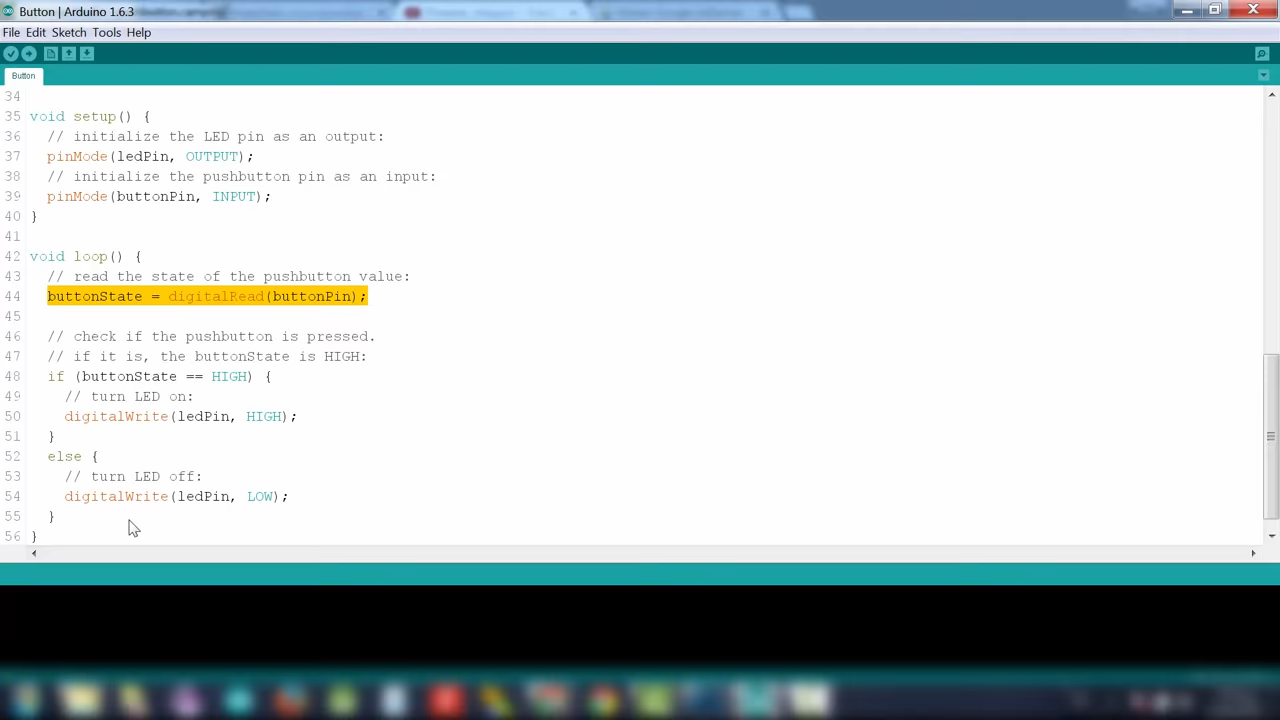 Button | Arduino 1.6.3
File Edit Sketch Tools Help
Button
34
35 void setup() {
36   // initialize the LED pin as an output:
37   pinMode(ledPin, OUTPUT);
38   // initialize the pushbutton pin as an input:
39   pinMode(buttonPin, INPUT);
40 }
41
42 void loop() {
43   // read the state of the pushbutton value:
44   buttonState = digitalRead(buttonPin);
45
46   // check if the pushbutton is pressed.
47   // if it is, the buttonState is HIGH:
48   if (buttonState == HIGH) {
49     // turn LED on:
50     digitalWrite(ledPin, HIGH);
51   }
52   else {
53     // turn LED off:
54     digitalWrite(ledPin, LOW);
55   }
56 }